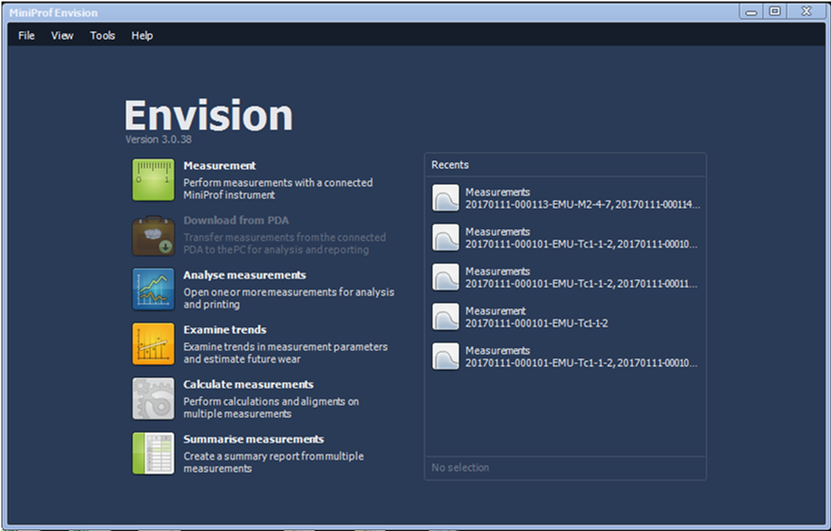 MiniProf Envision
File View Tools Help
Envision
Version 3.0.38
Measurement
Perform measurements with a connected
MiniProf instrument
Download from PDA
Transfer measurements from the connected
PDA to the PC for analysis and reporting
Analyse measurements
Open one or more measurements for analysis
and printing
Examine trends
Examine trends in measurement parameters
and estimate future wear
Calculate measurements
Perform calculations and aligments on
multiple measurements
Summarise measurements
Create a summary report from multiple
measurements
Recents
Measurements
20170111-000113-EMU-M2-4-7, 20170111-000114...
Measurements
20170111-000101-EMU-Tc1-1-2, 20170111-00010...
Measurements
20170111-000101-EMU-Tc1-1-2, 20170111-00011...
Measurement
20170111-000101-EMU-Tc1-1-2
Measurements
20170111-000101-EMU-Tc1-1-2, 20170111-00010...
No selection
0 1